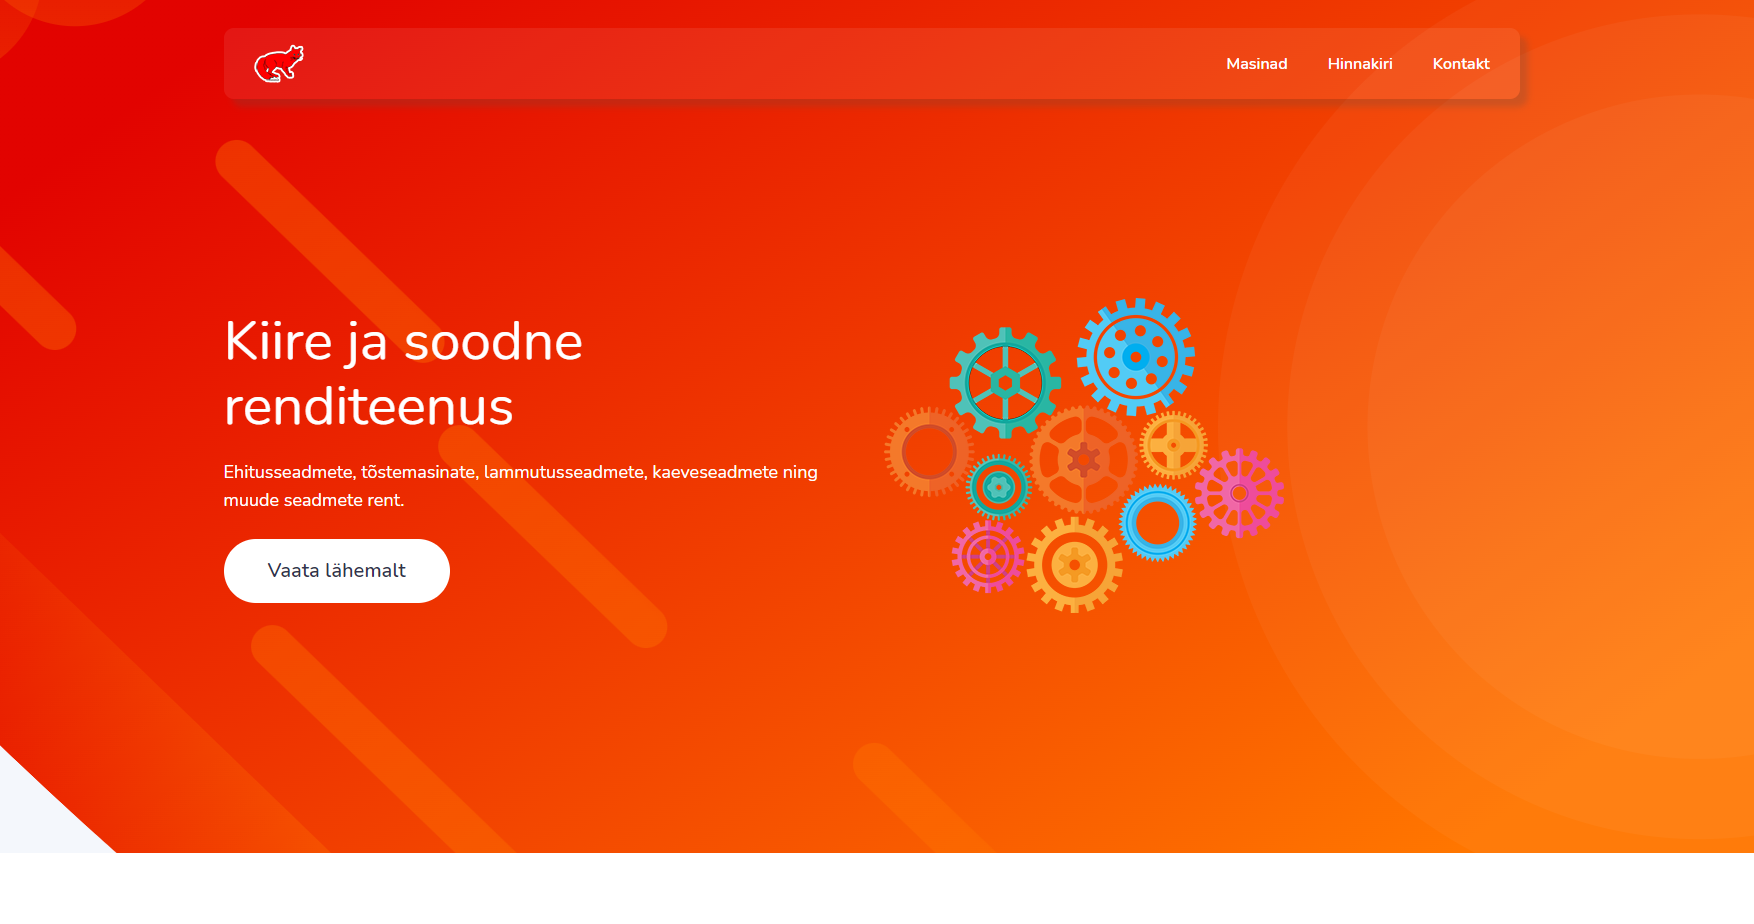 Masinad
Hinnakiri
Kontakt
Kiire ja soodne
renditeenus
Ehitusseadmete, tõstemasinate, lammutusseadmete, kaeveseadmete ning
muude seadmete rent.
Vaata lähemalt